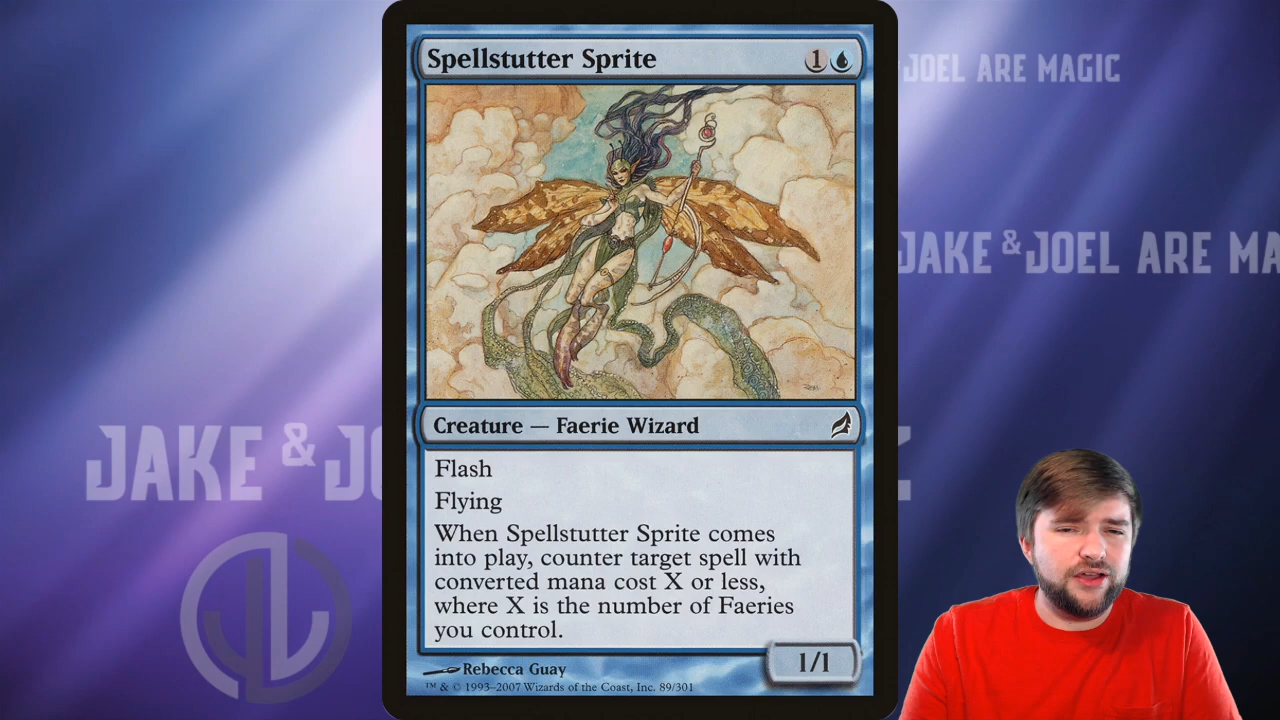 Spellstutter Sprite 1
JOEL ARE MAGIC
JAKE & JOEL ARE MA
Creature — Faerie Wizard
JAKE & J
Flash
Flying
When Spellstutter Sprite comes
into play, counter target spell with
converted mana cost X or less,
where X is the number of Faeries
you control.
1/1
Rebecca Guay
™ & © 1993–2007 Wizards of the Coast, Inc. 89/301